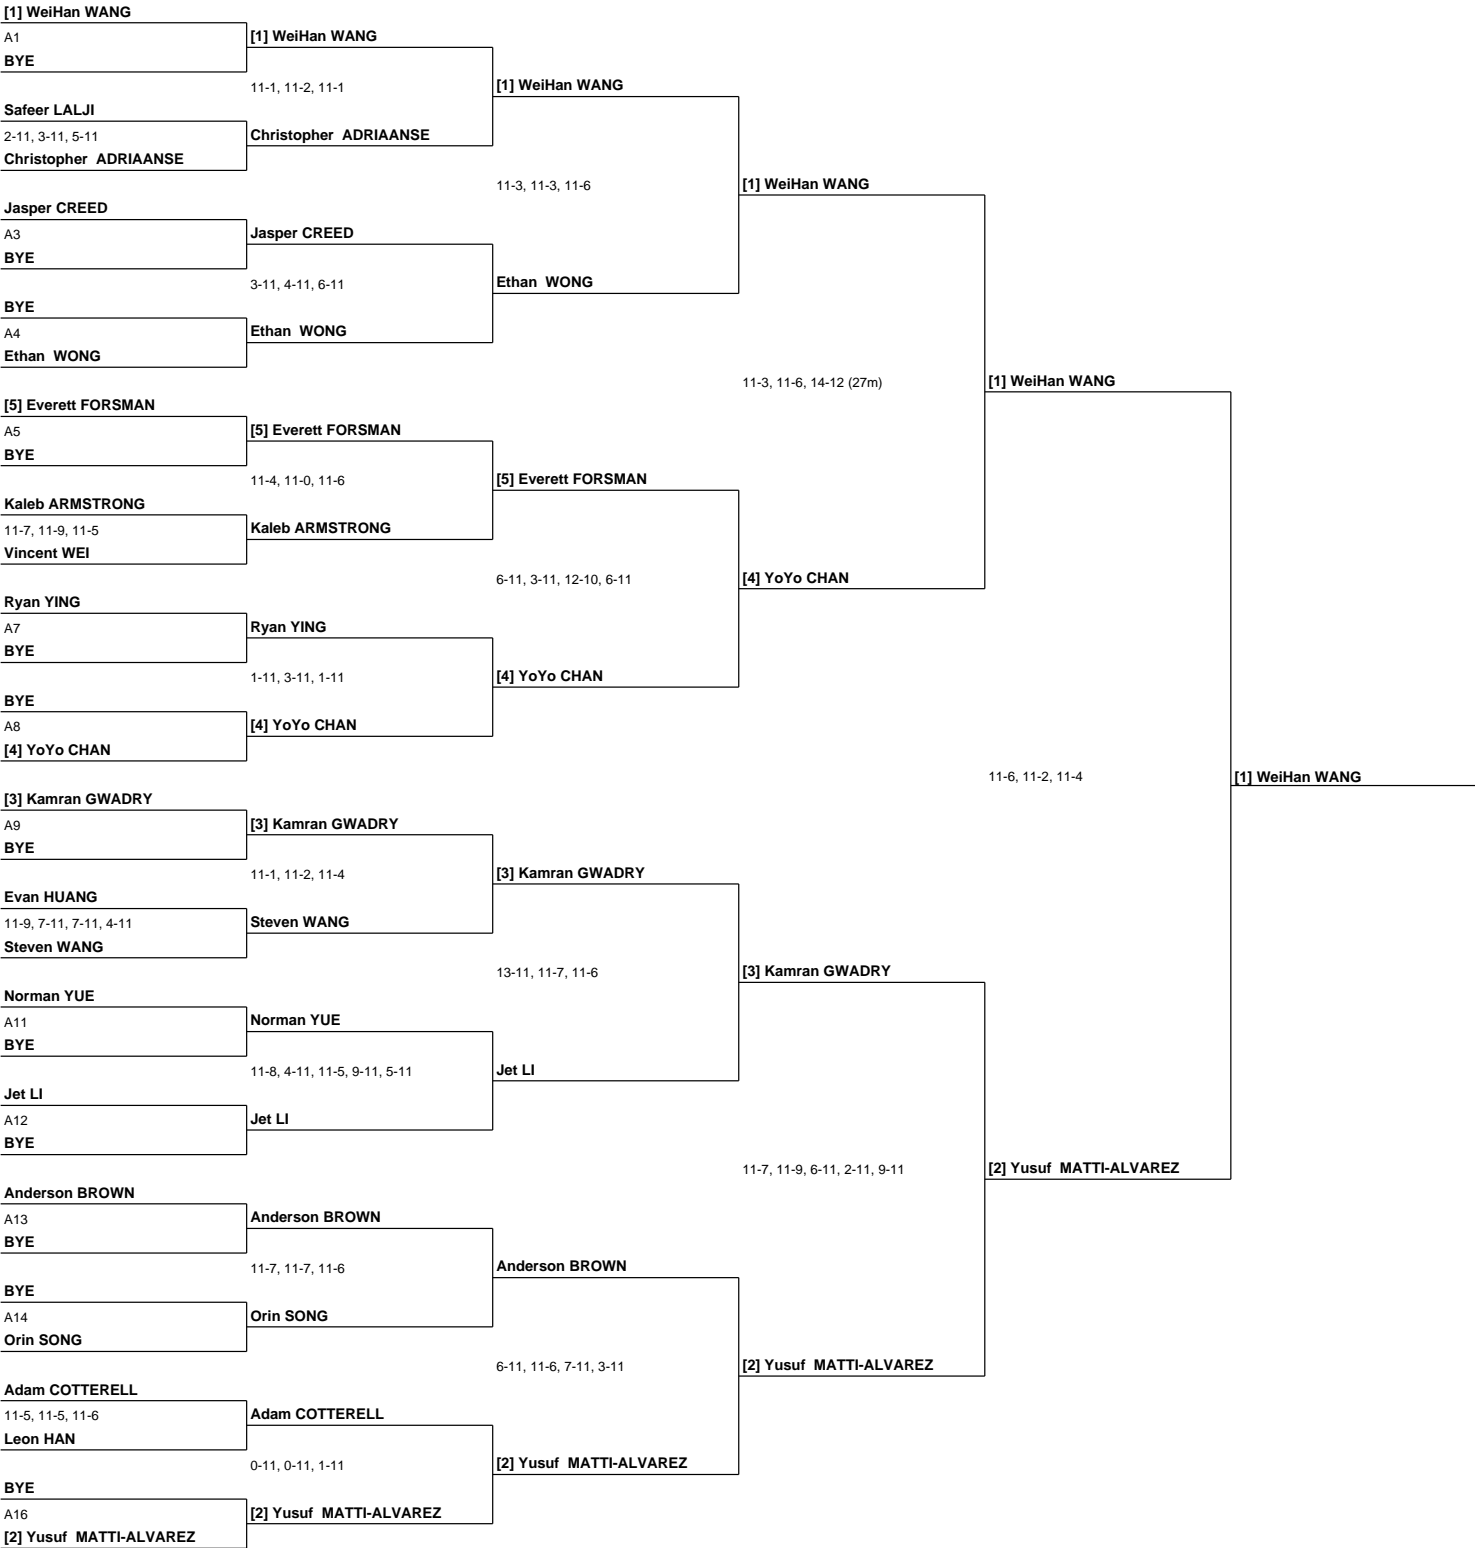 [1] WeiHan WANG
A1
BYE
Safeer LALJI
2-11, 3-11, 5-11
Christopher ADRIAANSE
Jasper CREED
A3
BYE
BYE
A4
Ethan WONG
[5] Everett FORSMAN
A5
BYE
Kaleb ARMSTRONG
11-7, 11-9, 11-5
Vincent WEI
Ryan YING
A7
BYE
BYE
A8
[4] YoYo CHAN
[3] Kamran GWADRY
A9
BYE
Evan HUANG
11-9, 7-11, 7-11, 4-11
Steven WANG
Norman YUE
A11
BYE
Jet LI
A12
BYE
Anderson BROWN
A13
BYE
BYE
A14
Orin SONG
Adam COTTERELL
11-5, 11-5, 11-6
Leon HAN
BYE
A16
[2] Yusuf MATTI-ALVAREZ
[1] WeiHan WANG
11-1, 11-2, 11-1
Christopher ADRIAANSE
Jasper CREED
3-11, 4-11, 6-11
Ethan WONG
[5] Everett FORSMAN
11-4, 11-0, 11-6
Kaleb ARMSTRONG
Ryan YING
1-11, 3-11, 1-11
[4] YoYo CHAN
[3] Kamran GWADRY
11-1, 11-2, 11-4
Steven WANG
Norman YUE
11-8, 4-11, 11-5, 9-11, 5-11
Jet LI
Anderson BROWN
11-7, 11-7, 11-6
Orin SONG
Adam COTTERELL
0-11, 0-11, 1-11
[2] Yusuf MATTI-ALVAREZ
[1] WeiHan WANG
11-3, 11-3, 11-6
Ethan WONG
[5] Everett FORSMAN
6-11, 3-11, 12-10, 6-11
[4] YoYo CHAN
[3] Kamran GWADRY
13-11, 11-7, 11-6
Jet LI
Anderson BROWN
6-11, 11-6, 7-11, 3-11
[2] Yusuf MATTI-ALVAREZ
[1] WeiHan WANG
11-3, 11-6, 14-12 (27m)
[4] YoYo CHAN
[3] Kamran GWADRY
11-7, 11-9, 6-11, 2-11, 9-11
[2] Yusuf MATTI-ALVAREZ
[1] WeiHan WANG
11-6, 11-2, 11-4
[2] Yusuf MATTI-ALVAREZ
[1] WeiHan WANG